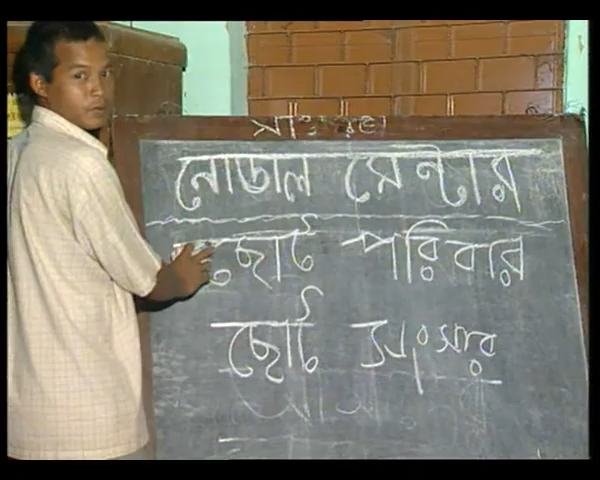 নোডাল সেন্টার
ছোট পরিবার
ছোট সংসার